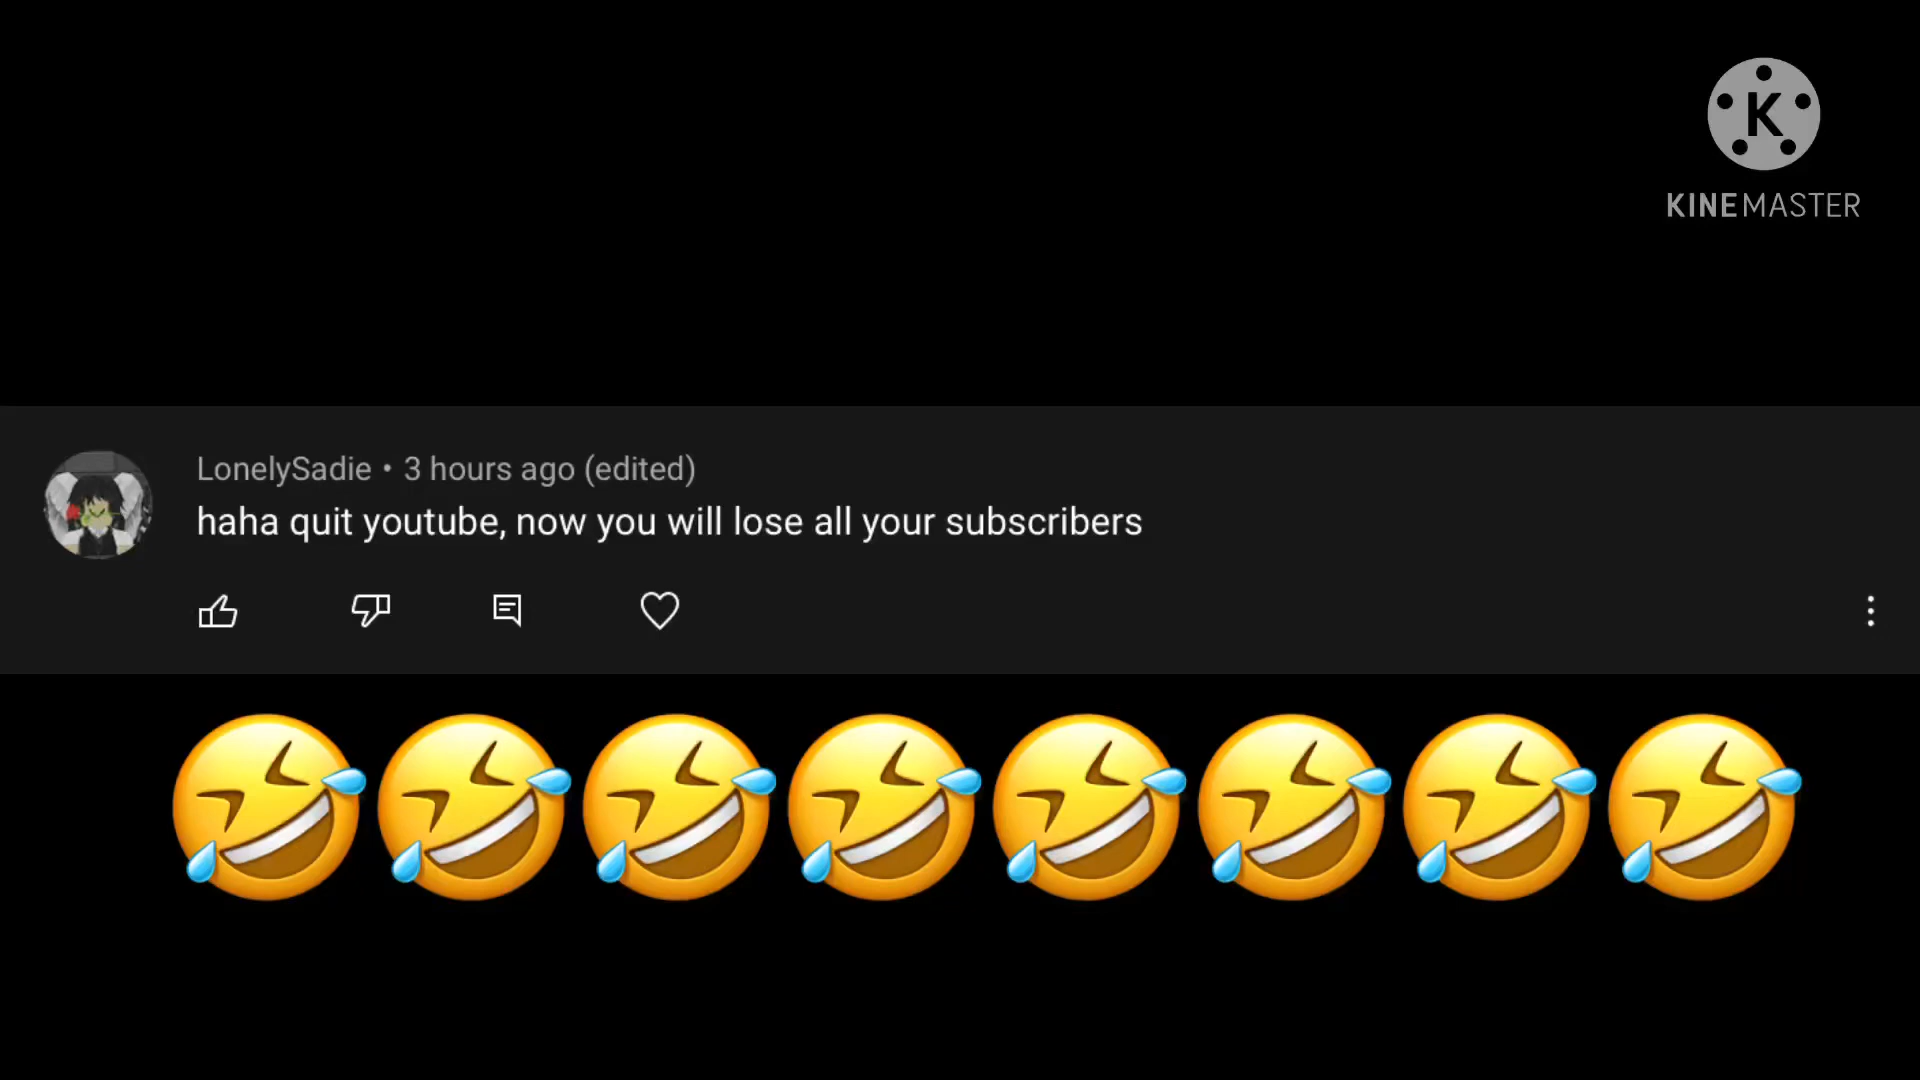 K
KINEMASTER
LonelySadie • 3 hours ago (edited)
haha quit youtube, now you will lose all your subscribers